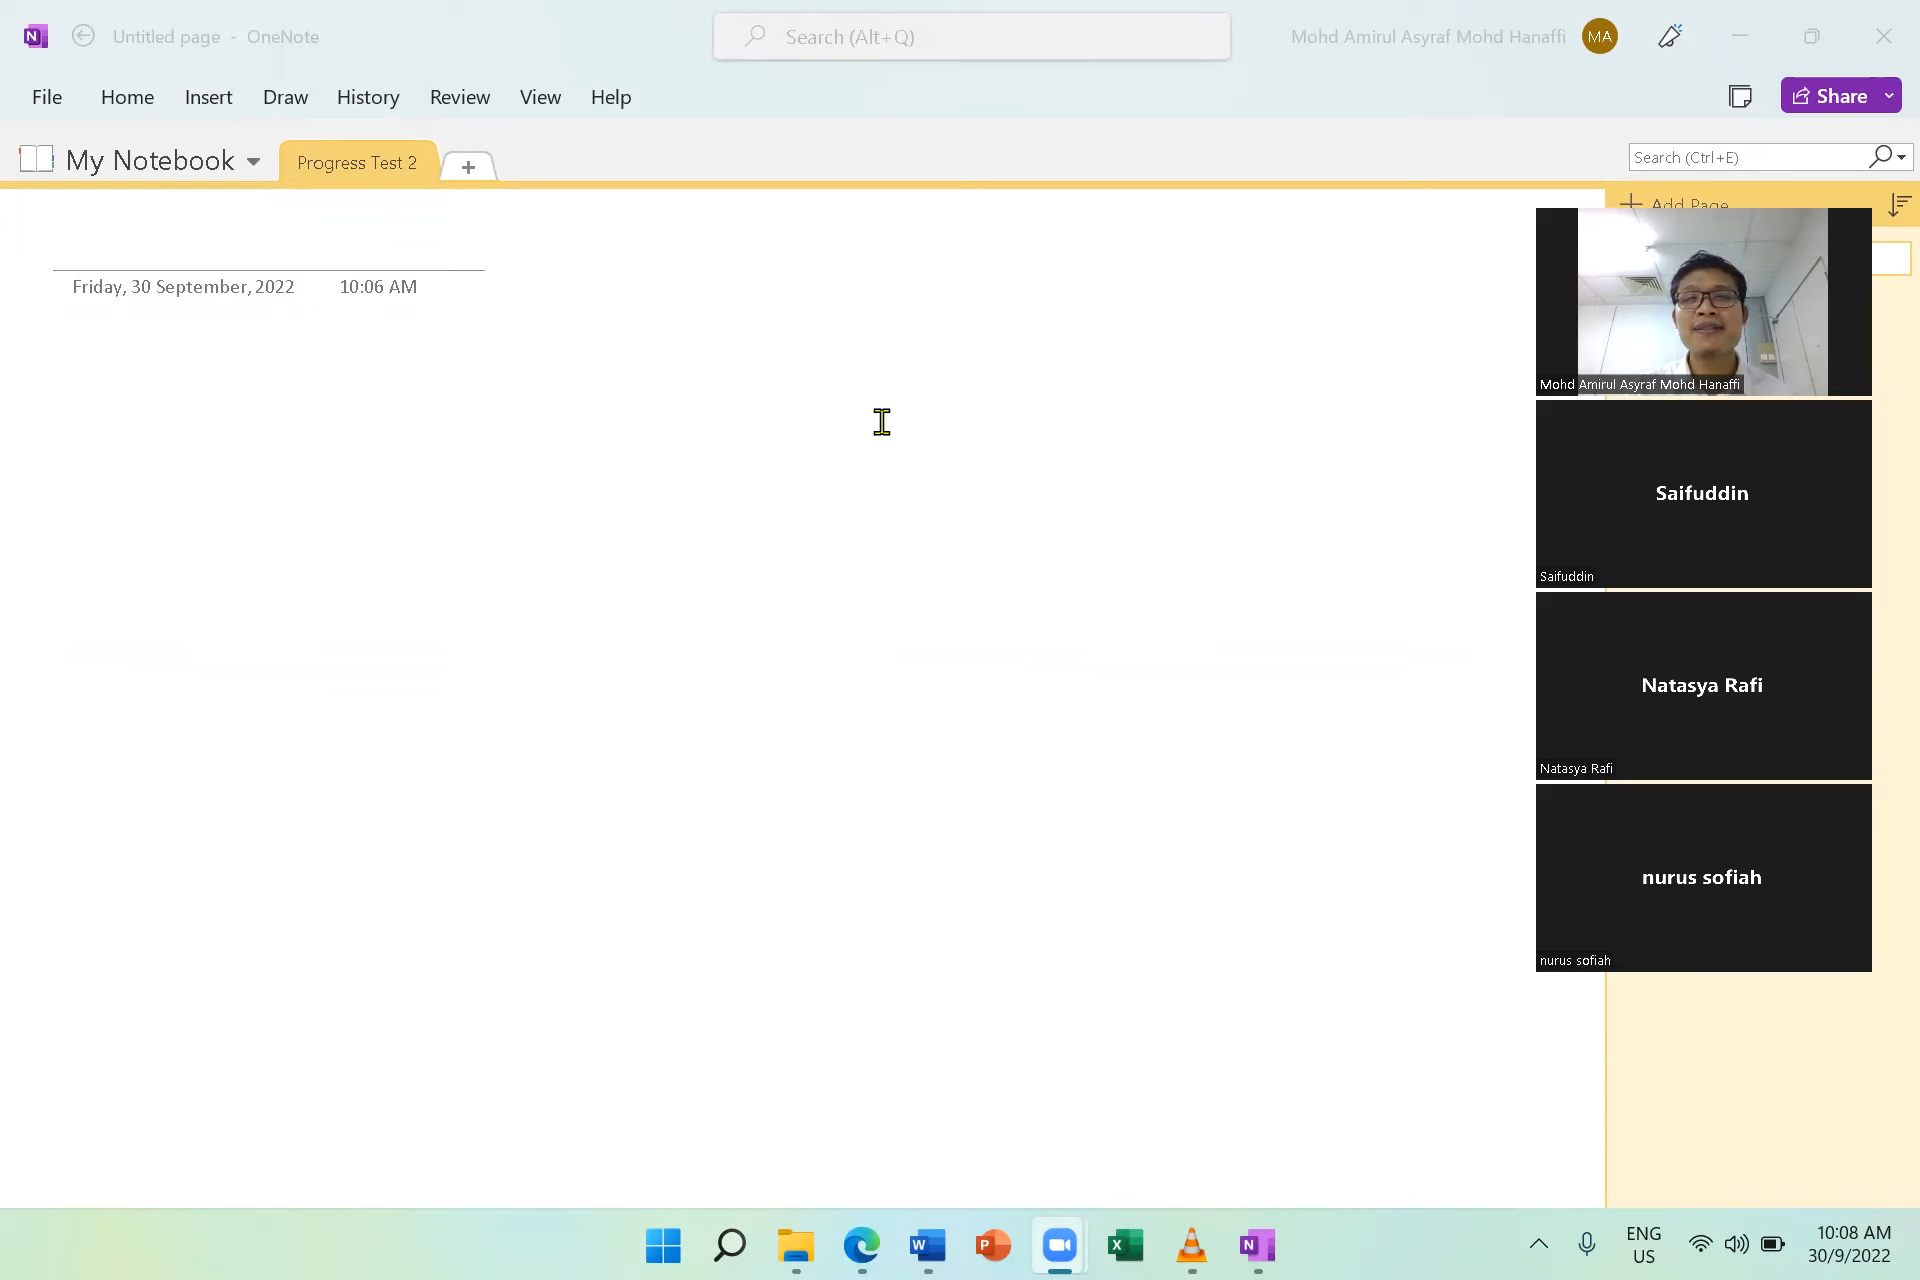 Untitled page - OneNote
Search (Alt+Q)
Mohd Amirul Asyraf Mohd Hanaffi
MA
File Home Insert Draw History Review View Help
Share
My Notebook
Progress Test 2
Search (Ctrl+E)
Add Page
Friday, 30 September, 2022 10:06 AM
Mohd Amirul Asyraf Mohd Hanaffi
Saifuddin
Saifuddin
Natasya Rafi
Natasya Rafi
nurus sofiah
nurus sofiah
ENG
US
10:08 AM
30/9/2022